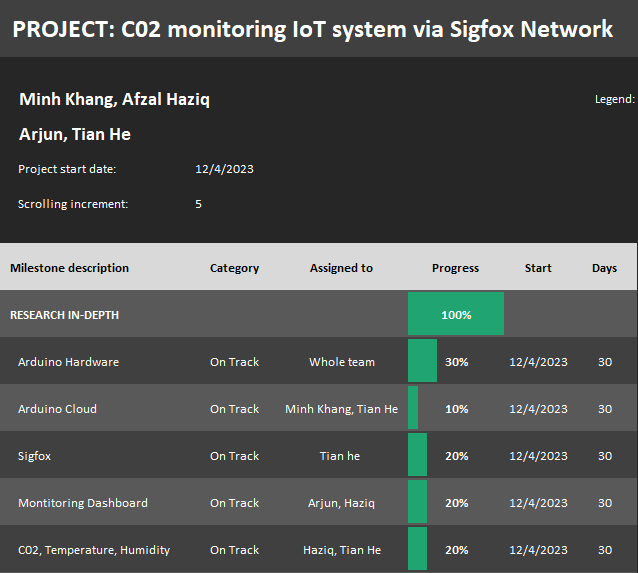 PROJECT: C02 monitoring IoT system via Sigfox Network
Minh Khang, Afzal Haziq
Legend:
Arjun, Tian He
Project start date: 12/4/2023
Scrolling increment: 5
Milestone description Category Assigned to Progress Start Days
RESEARCH IN-DEPTH 100%
Arduino Hardware On Track Whole team 30% 12/4/2023 30
Arduino Cloud On Track Minh Khang, Tian He 10% 12/4/2023 30
Sigfox On Track Tian he 20% 12/4/2023 30
Montitoring Dashboard On Track Arjun, Haziq 20% 12/4/2023 30
C02, Temperature, Humidity On Track Haziq, Tian He 20% 12/4/2023 30